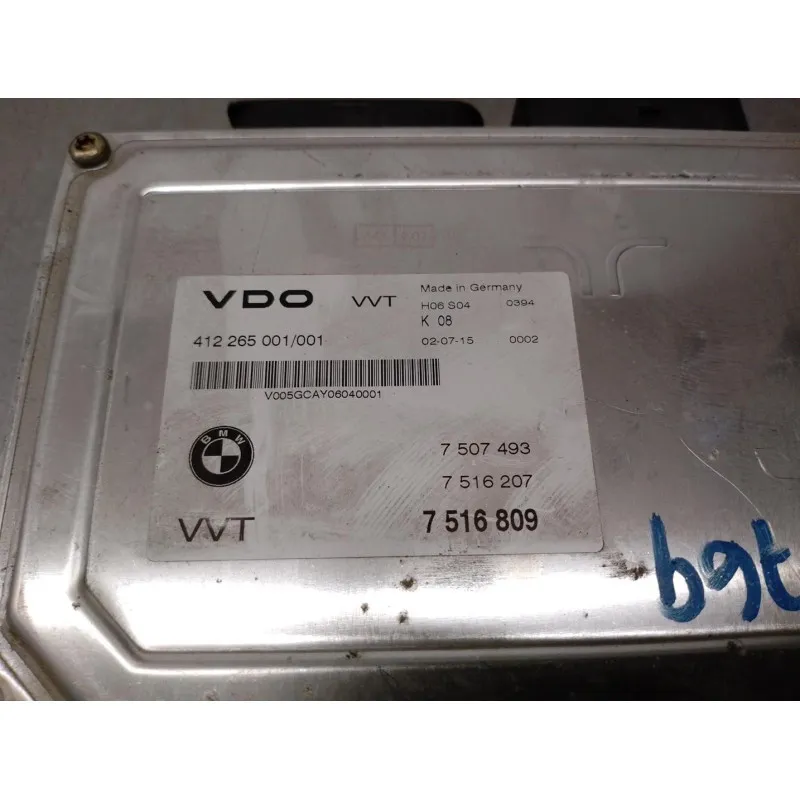 VDO VVT Made in Germany
H06 S04 0394
K 08
412 265 001/001 02-07-15 0002
V005GCAY06040001
BMW
7 507 493
7 516 207
VVT 7 516 809